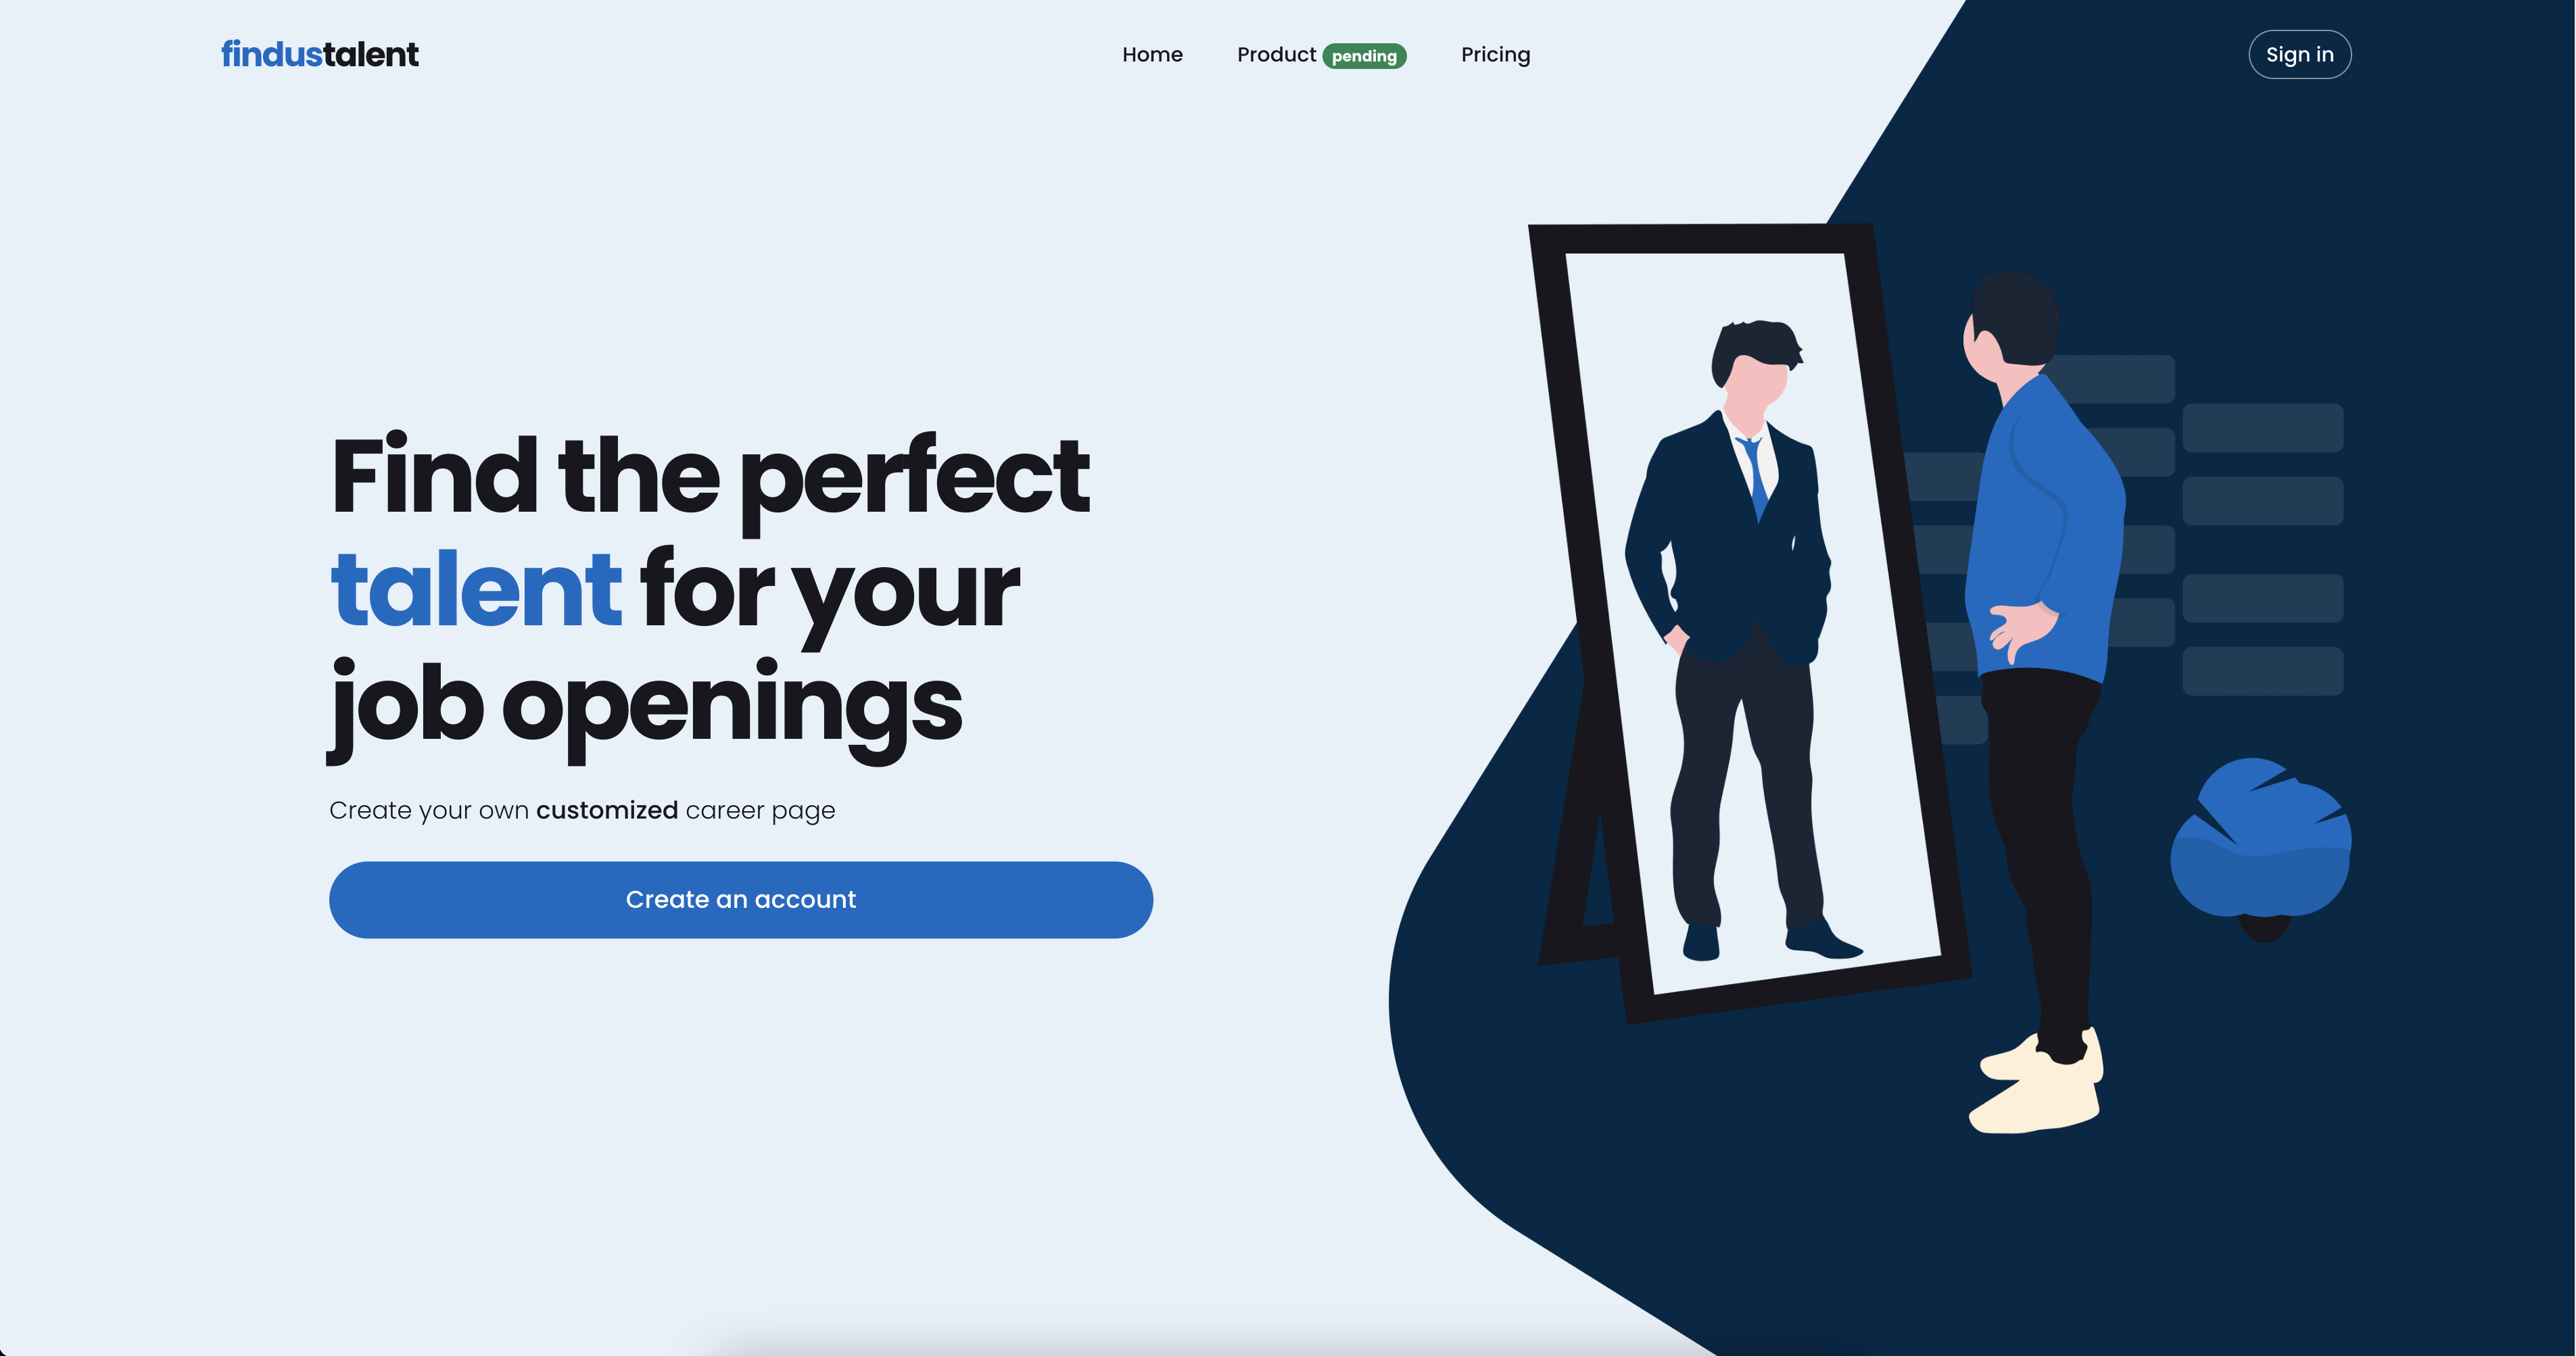 findustalent
Home Product pending Pricing
Sign in
Find the perfect
talent for your
job openings
Create your own customized career page
Create an account